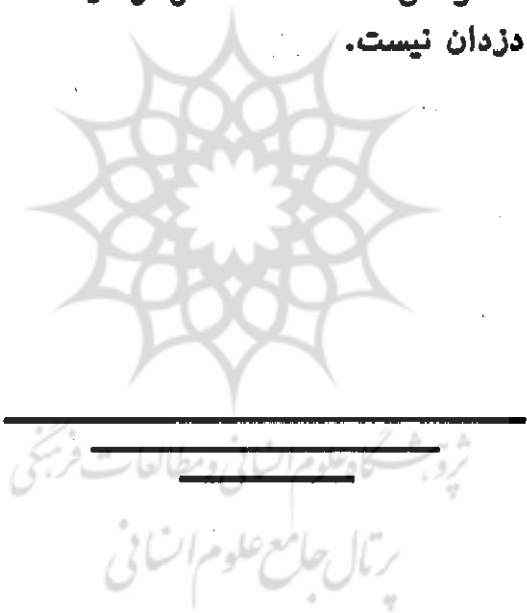 دزدان نیست.
پژوهشگاه علوم انسانی و مطالعات فرهنگی
پرتال جامع علوم انسانی